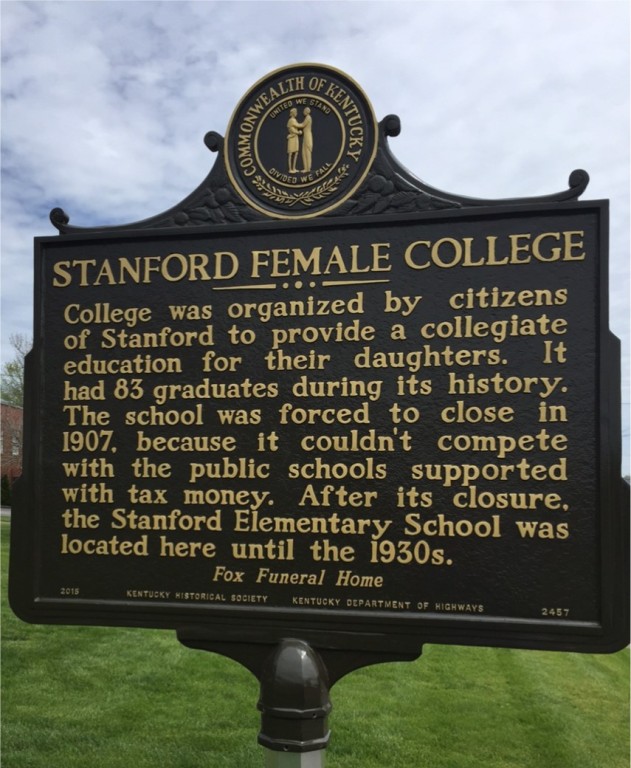 COMMONWEALTH OF KENTUCKY
UNITED WE STAND
DIVIDED WE FALL
STANFORD FEMALE COLLEGE
College was organized by citizens
of Stanford to provide a collegiate
education for their daughters. It
had 83 graduates during its history.
The school was forced to close in
1907, because it couldn't compete
with the public schools supported
with tax money. After its closure,
the Stanford Elementary School was
located here until the 1930s.
Fox Funeral Home
2015 KENTUCKY HISTORICAL SOCIETY KENTUCKY DEPARTMENT OF HIGHWAYS 2457